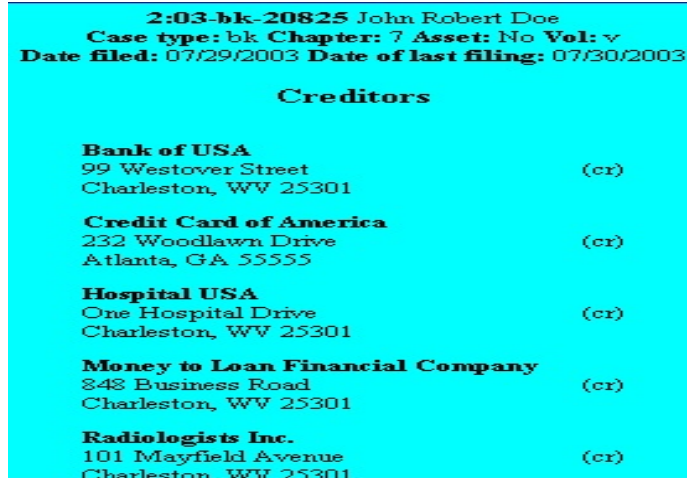 2:03-bk-20825 John Robert Doe
Case type: bk Chapter: 7 Asset: No Vol: v
Date filed: 07/29/2003 Date of last filing: 07/30/2003
Creditors
Bank of USA
99 Westover Street (cr)
Charleston, WV 25301
Credit Card of America
232 Woodlawn Drive (cr)
Atlanta, GA 55555
Hospital USA
One Hospital Drive (cr)
Charleston, WV 25301
Money to Loan Financial Company
848 Business Road (cr)
Charleston, WV 25301
Radiologists Inc.
101 Mayfield Avenue (cr)
Charleston, WV 25301